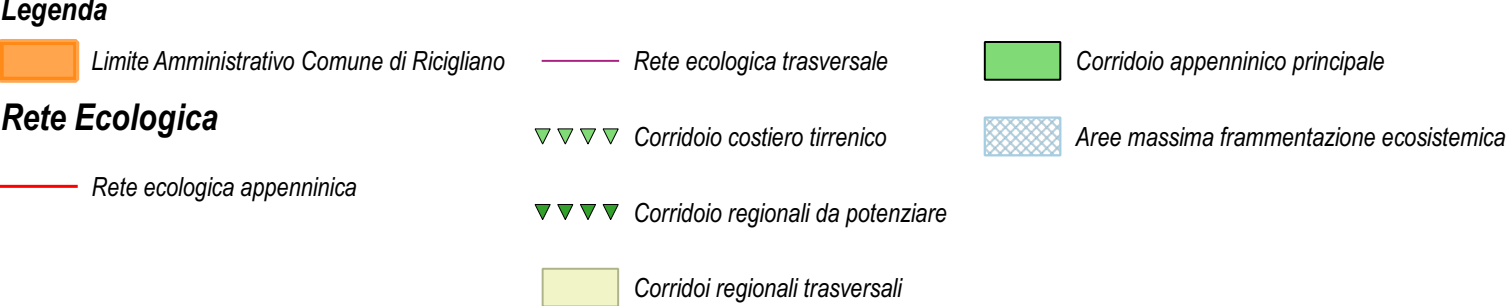 Legenda
Limite Amministrativo Comune di Ricigliano
Rete Ecologica
Rete ecologica appenninica
Rete ecologica trasversale
Corridoio costiero tirrenico
Corridoio regionali da potenziare
Corridoi regionali trasversali
Corridoio appenninico principale
Aree massima frammentazione ecosistemica